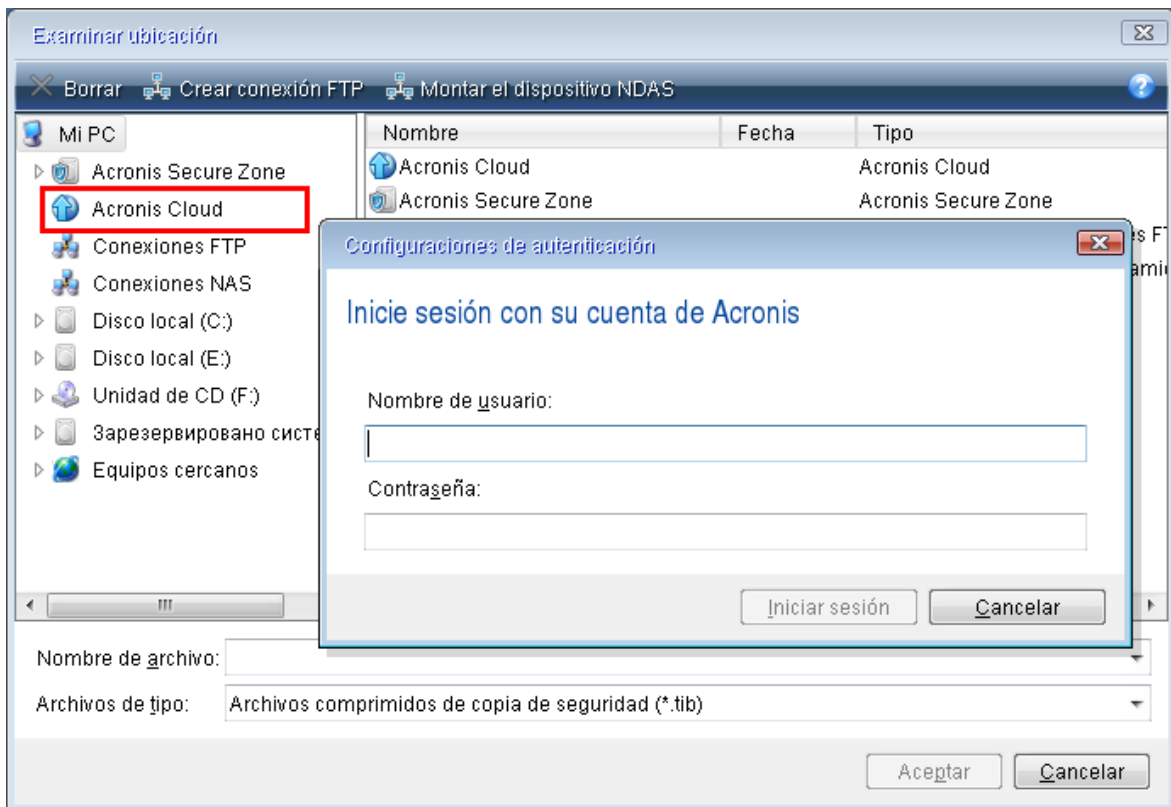 Examinar ubicación
Borrar Crear conexión FTP Montar el dispositivo NDAS
Mi PC
Acronis Secure Zone
Acronis Cloud
Conexiones FTP
Conexiones NAS
Disco local (C:)
Disco local (E:)
Unidad de CD (F:)
Зарезервировано
Equipos cercanos
Nombre Fecha Tipo
Acronis Cloud Acronis Cloud
Acronis Secure Zone Acronis Secure Zone
Configuraciones de autenticación
Inicie sesión con su cuenta de Acronis
Nombre de usuario:
Contraseña:
Iniciar sesión Cancelar
Nombre de archivo:
Archivos de tipo: Archivos comprimidos de copia de seguridad (*.tib)
Aceptar Cancelar